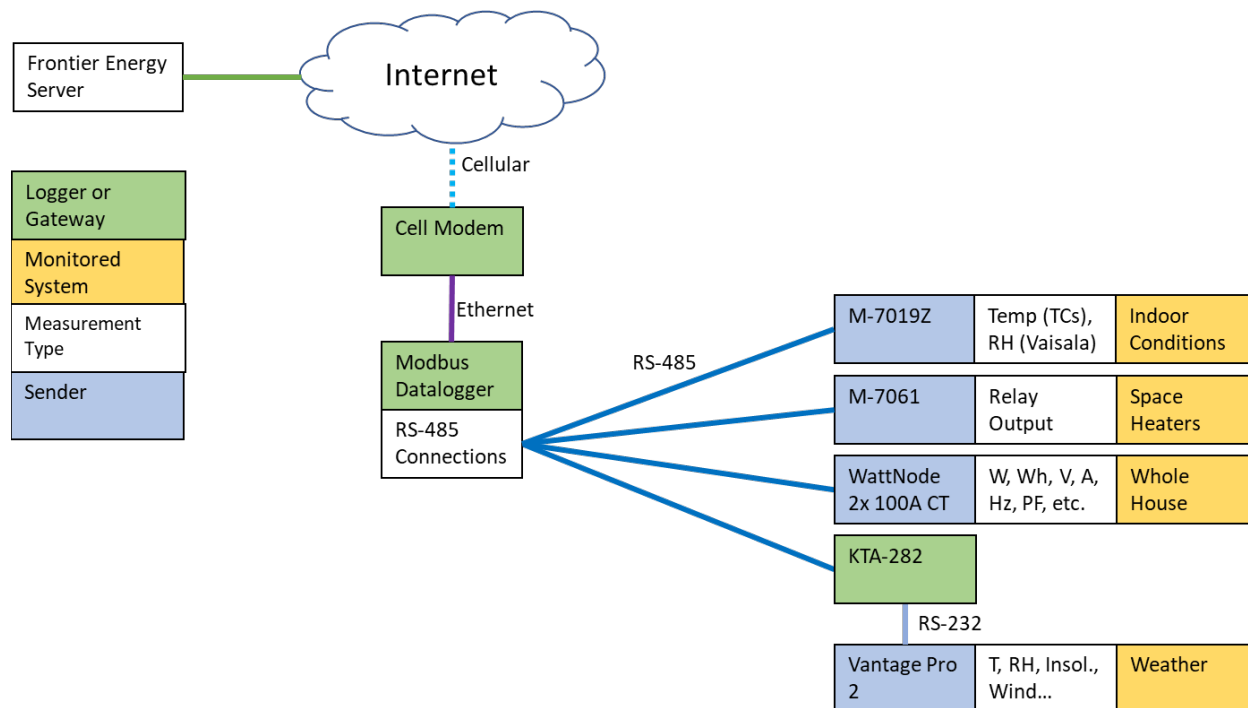 Frontier Energy
Server
Internet
Cellular
Logger or
Gateway
Monitored
System
Measurement
Type
Sender
Cell Modem
Ethernet
Modbus
Datalogger
RS-485
Connections
RS-485
M-7019Z
Temp (TCs),
RH (Vaisala)
Indoor
Conditions
M-7061
Relay
Output
Space
Heaters
WattNode
2x 100A CT
W, Wh, V, A,
Hz, PF, etc.
Whole
House
KTA-282
RS-232
Vantage Pro
2
T, RH, Insol.,
Wind...
Weather